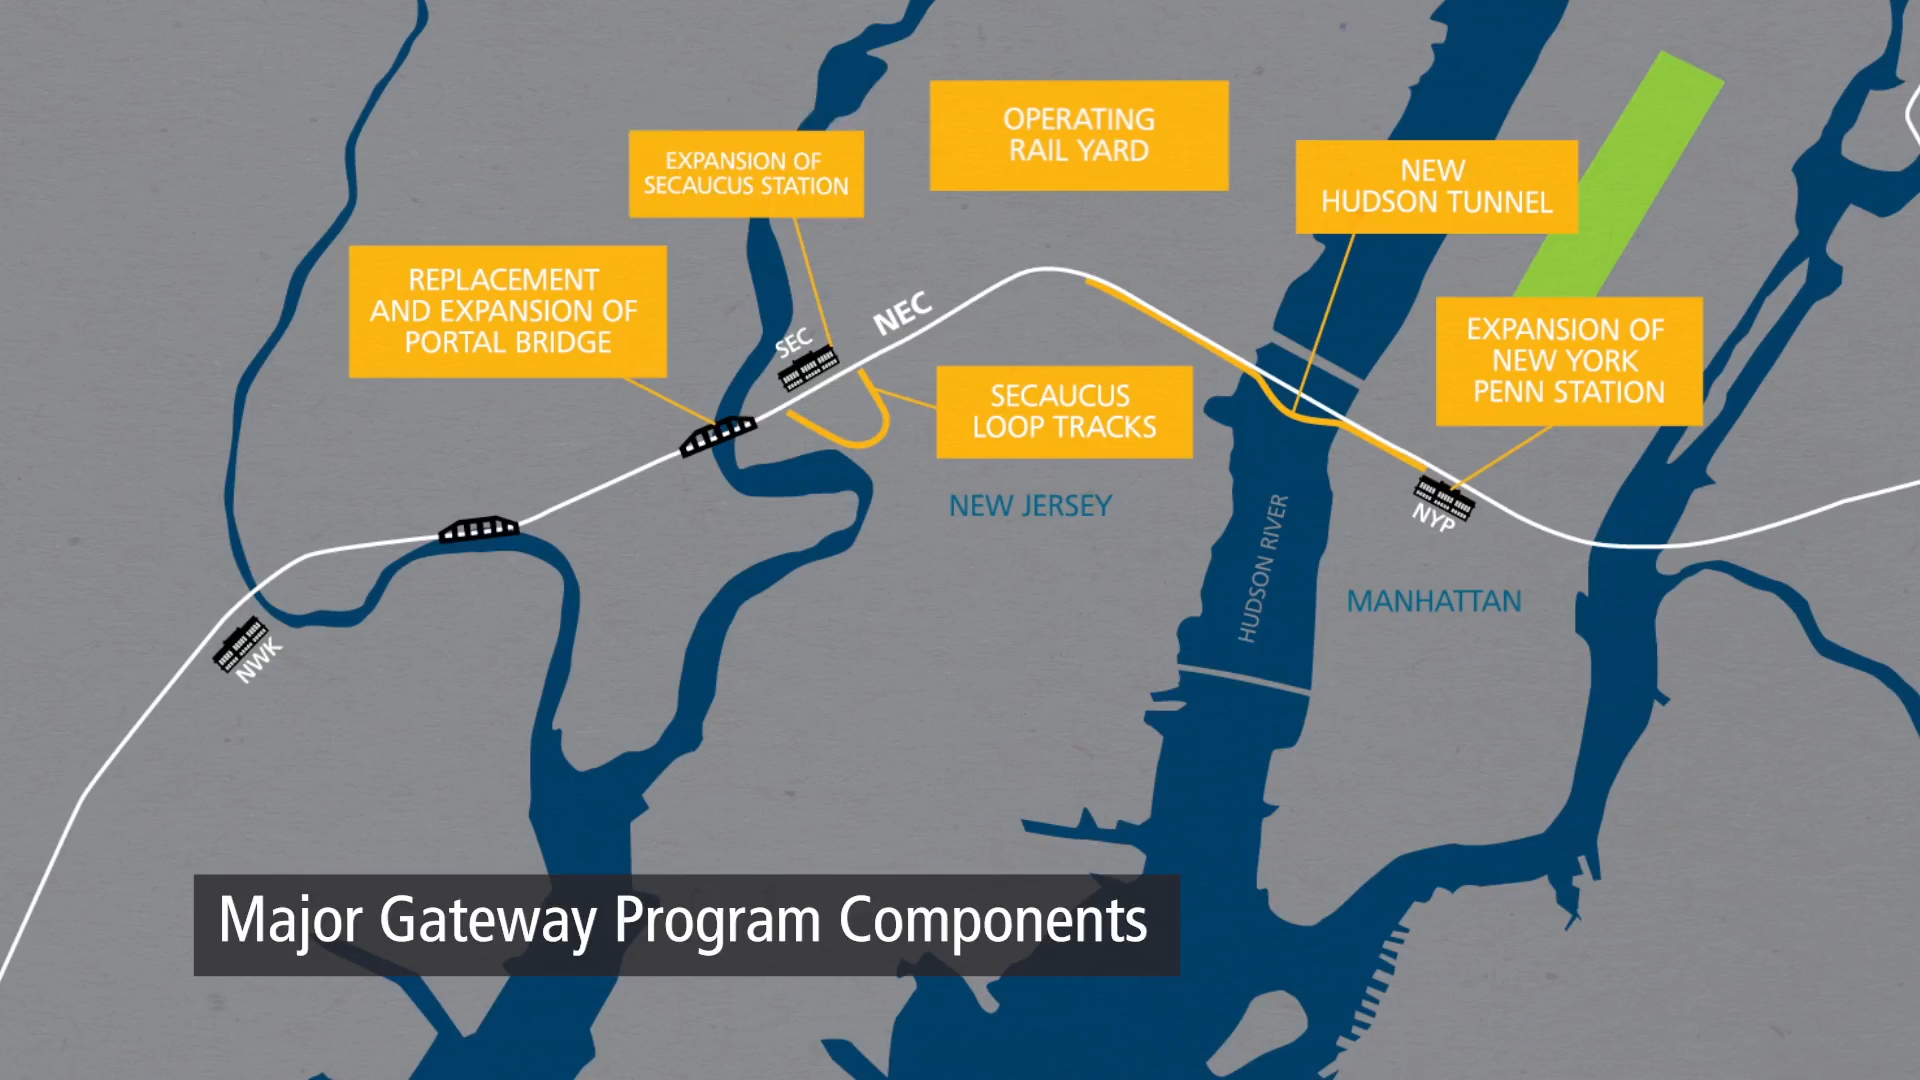 OPERATING
RAIL YARD
EXPANSION OF
SECAUCUS STATION
NEW
HUDSON TUNNEL
REPLACEMENT
AND EXPANSION OF
PORTAL BRIDGE
SEC
NEC
EXPANSION OF
NEW YORK
PENN STATION
SECAUCUS
LOOP TRACKS
NEW JERSEY
HUDSON RIVER
NYP
MANHATTAN
NWK
Major Gateway Program Components